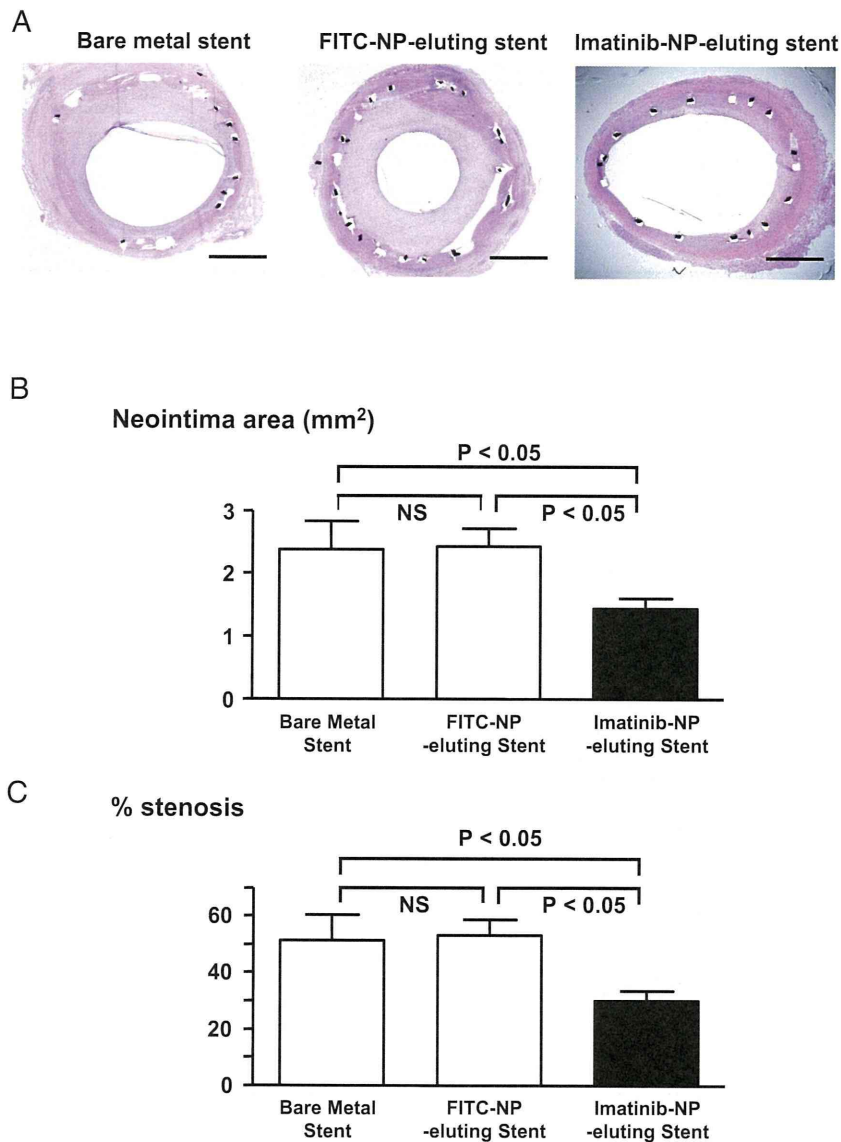 A
Bare metal stent
FITC-NP-eluting stent
Imatinib-NP-eluting stent
B
Neointima area (mm²)
P < 0.05
NS
P < 0.05
3
2
1
0
Bare Metal
Stent
FITC-NP
-eluting Stent
Imatinib-NP
-eluting Stent
C
% stenosis
P < 0.05
NS
P < 0.05
60
40
20
0
Bare Metal
Stent
FITC-NP
-eluting Stent
Imatinib-NP
-eluting Stent